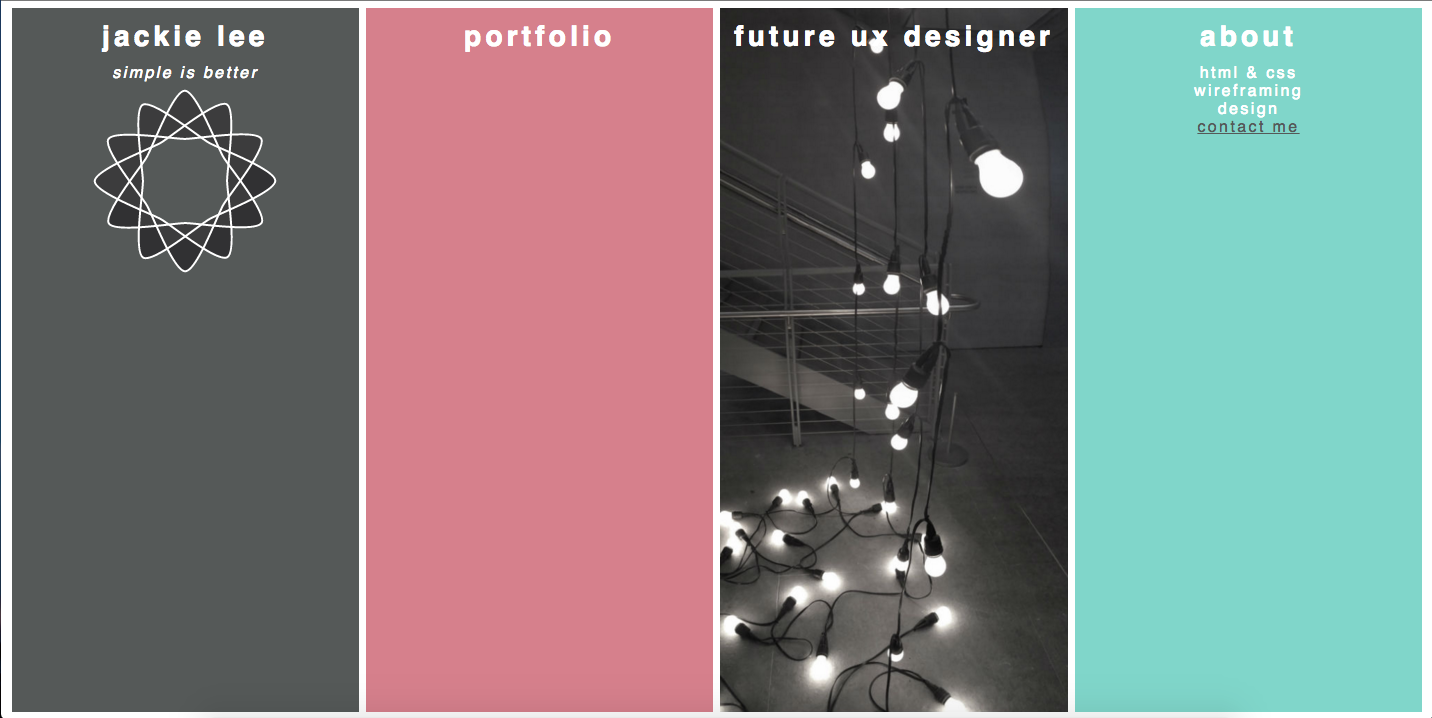 jackie lee
simple is better
portfolio
future ux designer
about
html & css
wireframing
design
contact me